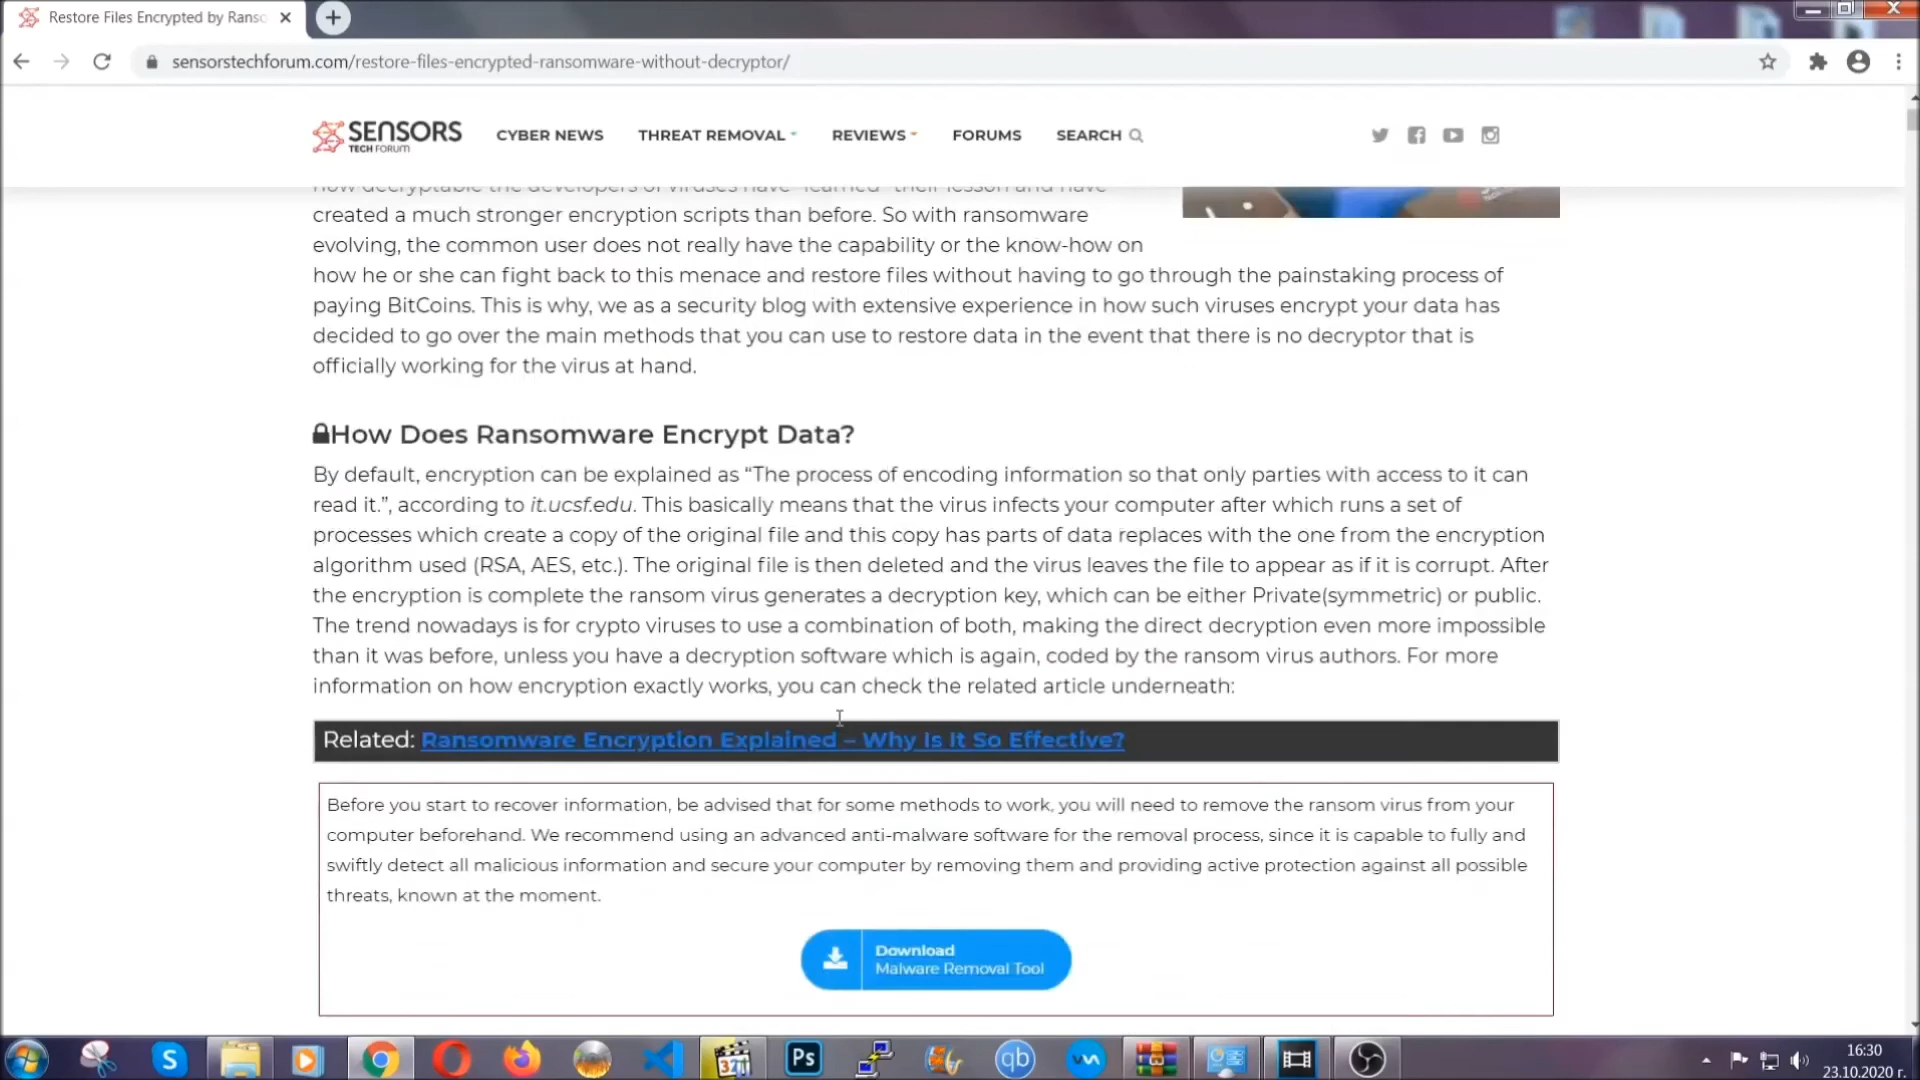 Restore Files Encrypted by Ranso
sensorstechforum.com/restore-files-encrypted-ransomware-without-decryptor/
SENSORS
TECH FORUM
CYBER NEWS
THREAT REMOVAL
REVIEWS
FORUMS
SEARCH
how decryptable the developers of viruses have "learned" their lesson and have
created a much stronger encryption scripts than before. So with ransomware
evolving, the common user does not really have the capability or the know-how on
how he or she can fight back to this menace and restore files without having to go through the painstaking process of
paying BitCoins. This is why, we as a security blog with extensive experience in how such viruses encrypt your data has
decided to go over the main methods that you can use to restore data in the event that there is no decryptor that is
officially working for the virus at hand.
How Does Ransomware Encrypt Data?
By default, encryption can be explained as “The process of encoding information so that only parties with access to it can
read it.”, according to it.ucsf.edu. This basically means that the virus infects your computer after which runs a set of
processes which create a copy of the original file and this copy has parts of data replaces with the one from the encryption
algorithm used (RSA, AES, etc.). The original file is then deleted and the virus leaves the file to appear as if it is corrupt. After
the encryption is complete the ransom virus generates a decryption key, which can be either Private(symmetric) or public.
The trend nowadays is for crypto viruses to use a combination of both, making the direct decryption even more impossible
than it was before, unless you have a decryption software which is again, coded by the ransom virus authors. For more
information on how encryption exactly works, you can check the related article underneath:
Related: Ransomware Encryption Explained – Why Is It So Effective?
Before you start to recover information, be advised that for some methods to work, you will need to remove the ransom virus from your
computer beforehand. We recommend using an advanced anti-malware software for the removal process, since it is capable to fully and
swiftly detect all malicious information and secure your computer by removing them and providing active protection against all possible
threats, known at the moment.
Download
Malware Removal Tool
S
321
Ps
qb
16:30
23.10.2020 г.